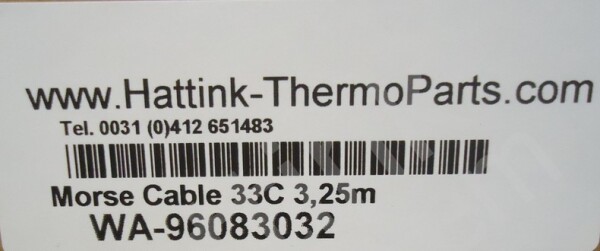 www.Hattink-ThermoParts.com
Tel. 0031 (0)412 651483
Morse Cable 33C 3,25m
WA-96083032